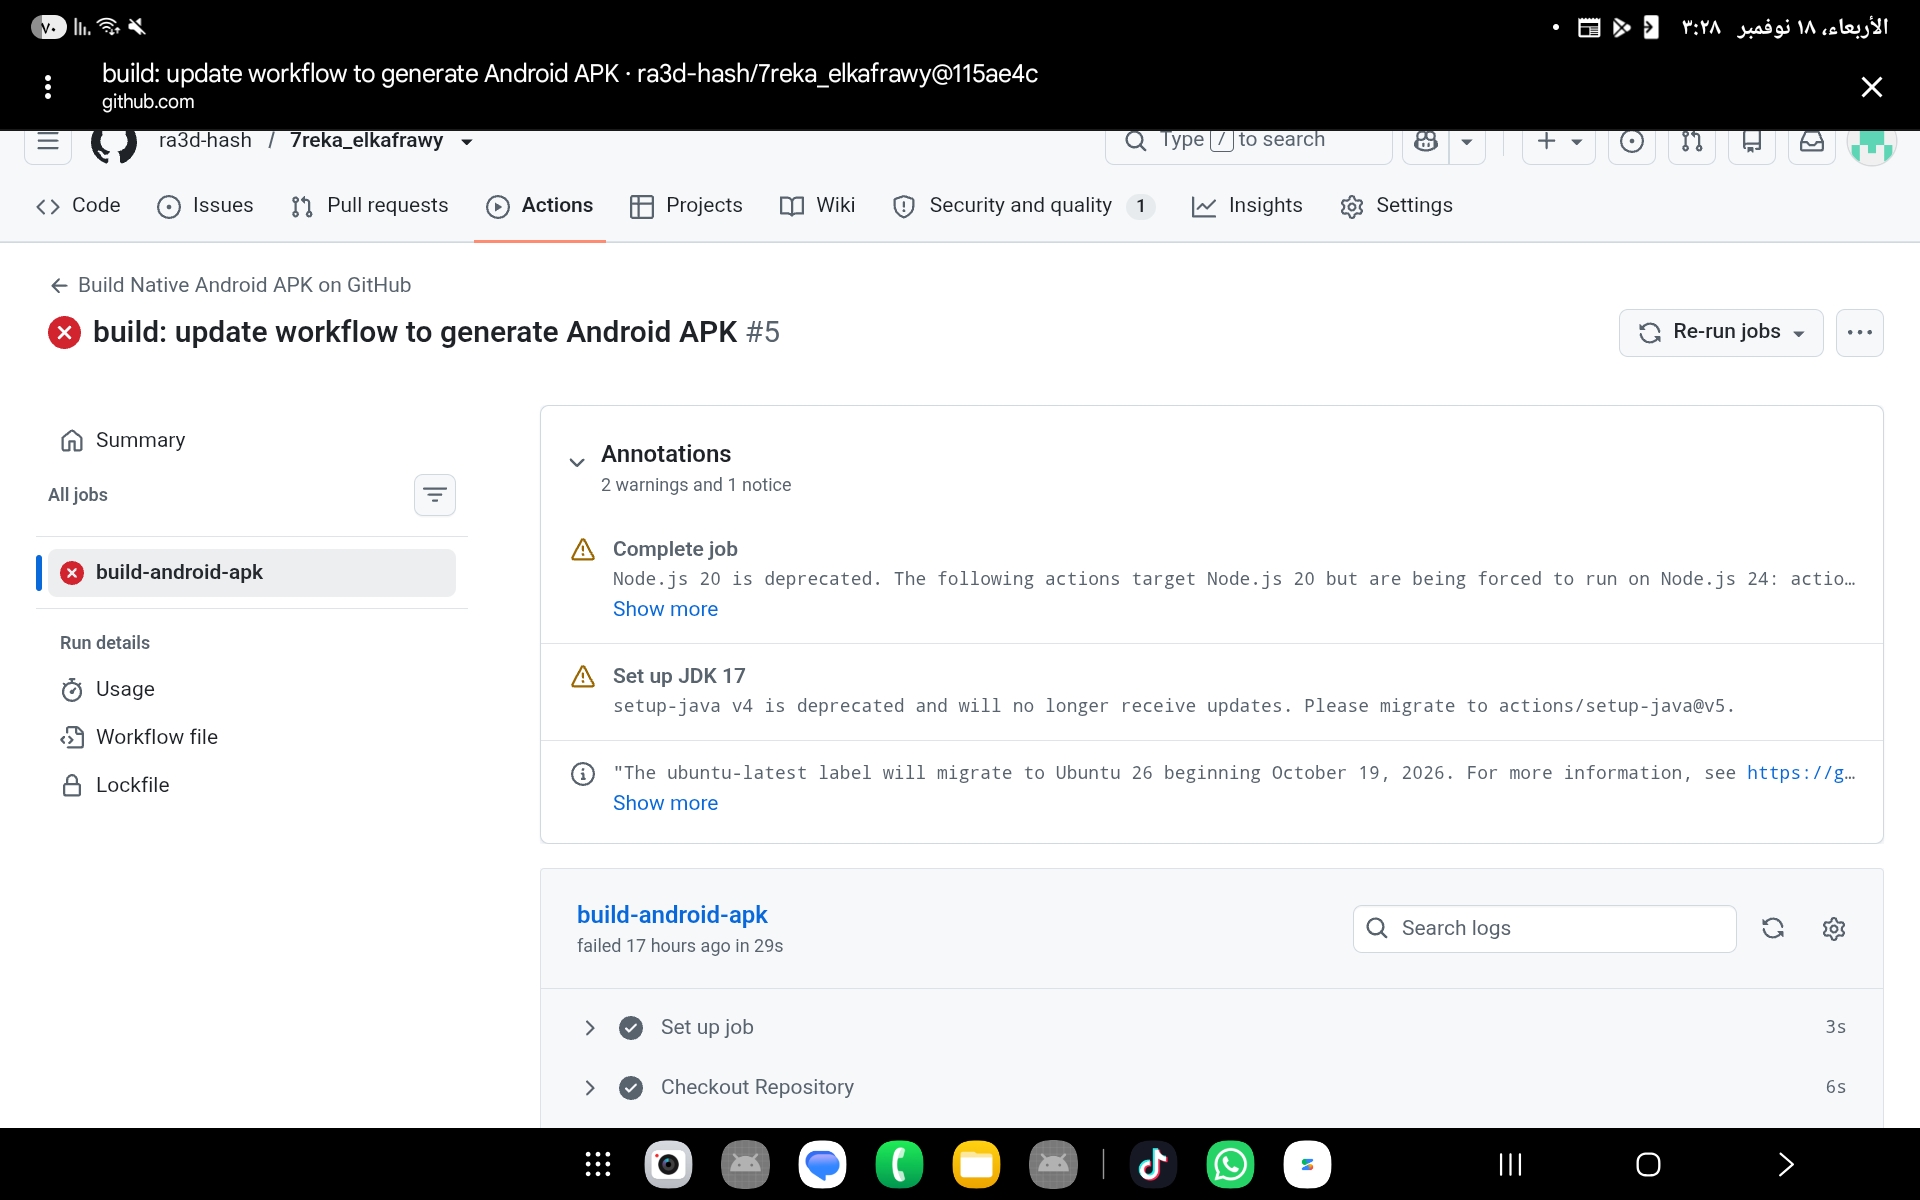 ٧٠
الأربعاء، ١٨ نوفمبر ٣:٢٨
build: update workflow to generate Android APK · ra3d-hash/7reka_elkafrawy@115ae4c
github.com
ra3d-hash / 7reka_elkafrawy
Type / to search
Code
Issues
Pull requests
Actions
Projects
Wiki
Security and quality 1
Insights
Settings
Build Native Android APK on GitHub
build: update workflow to generate Android APK #5
Re-run jobs
Summary
All jobs
build-android-apk
Run details
Usage
Workflow file
Lockfile
Annotations
2 warnings and 1 notice
Complete job
Node.js 20 is deprecated. The following actions target Node.js 20 but are being forced to run on Node.js 24: actio…
Show more
Set up JDK 17
setup-java v4 is deprecated and will no longer receive updates. Please migrate to actions/setup-java@v5.
"The ubuntu-latest label will migrate to Ubuntu 26 beginning October 19, 2026. For more information, see https://g…
Show more
build-android-apk
failed 17 hours ago in 29s
Search logs
Set up job
3s
Checkout Repository
6s